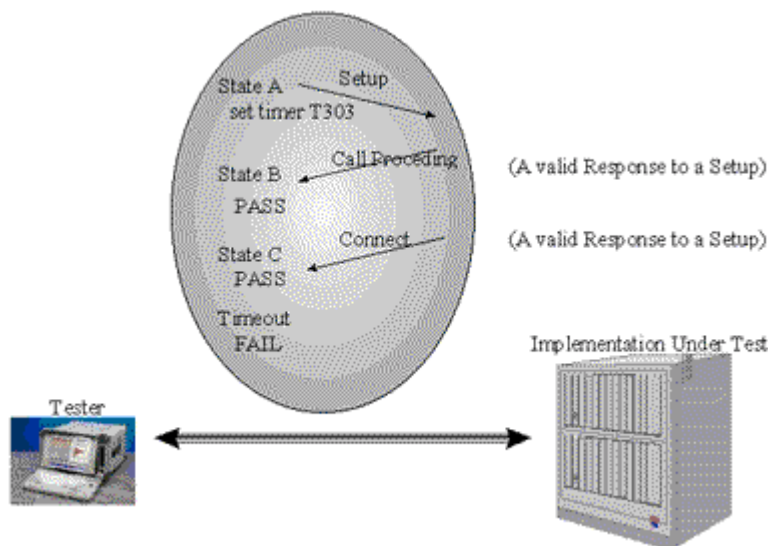 State A
Setup
set timer T303
Call Proceding
State B
(A valid Response to a Setup)
PASS
Connect
(A valid Response to a Setup)
State C
PASS
Timeout
FAIL
Implementation Under Test
Tester